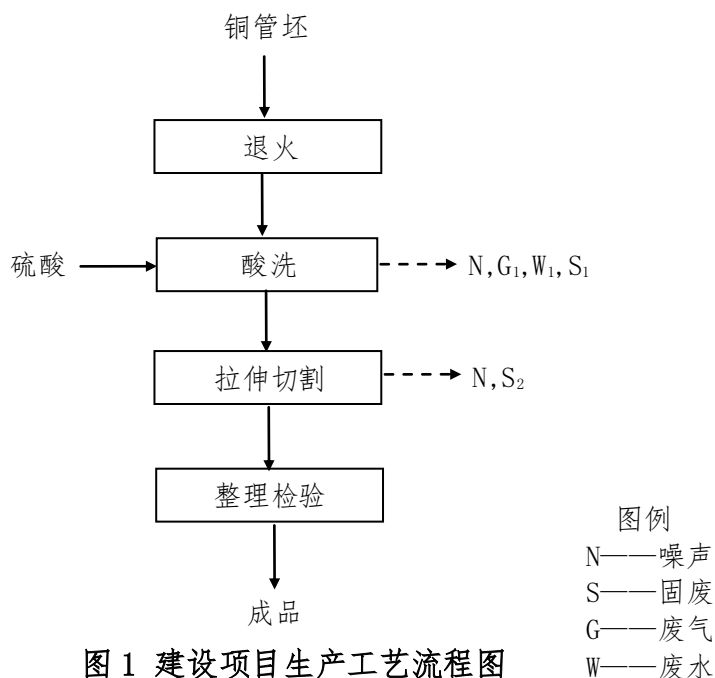 铜管坯
退火
硫酸
酸洗
N,G₁,W₁,S₁
拉伸切割
N,S₂
整理检验
成品
图例
N——噪声
S——固废
G——废气
W——废水
图1 建设项目生产工艺流程图